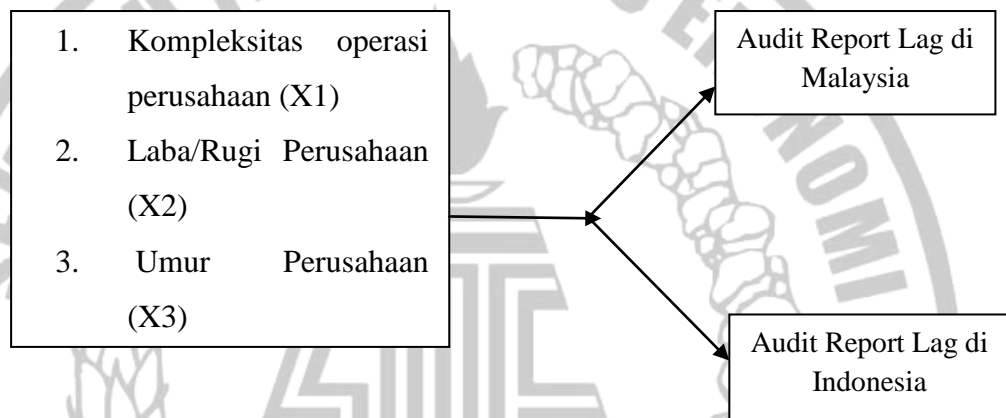 1. Kompleksitas operasi
perusahaan (X1)
2. Laba/Rugi Perusahaan
(X2)
3. Umur Perusahaan
(X3)
Audit Report Lag di
Malaysia
Audit Report Lag di
Indonesia